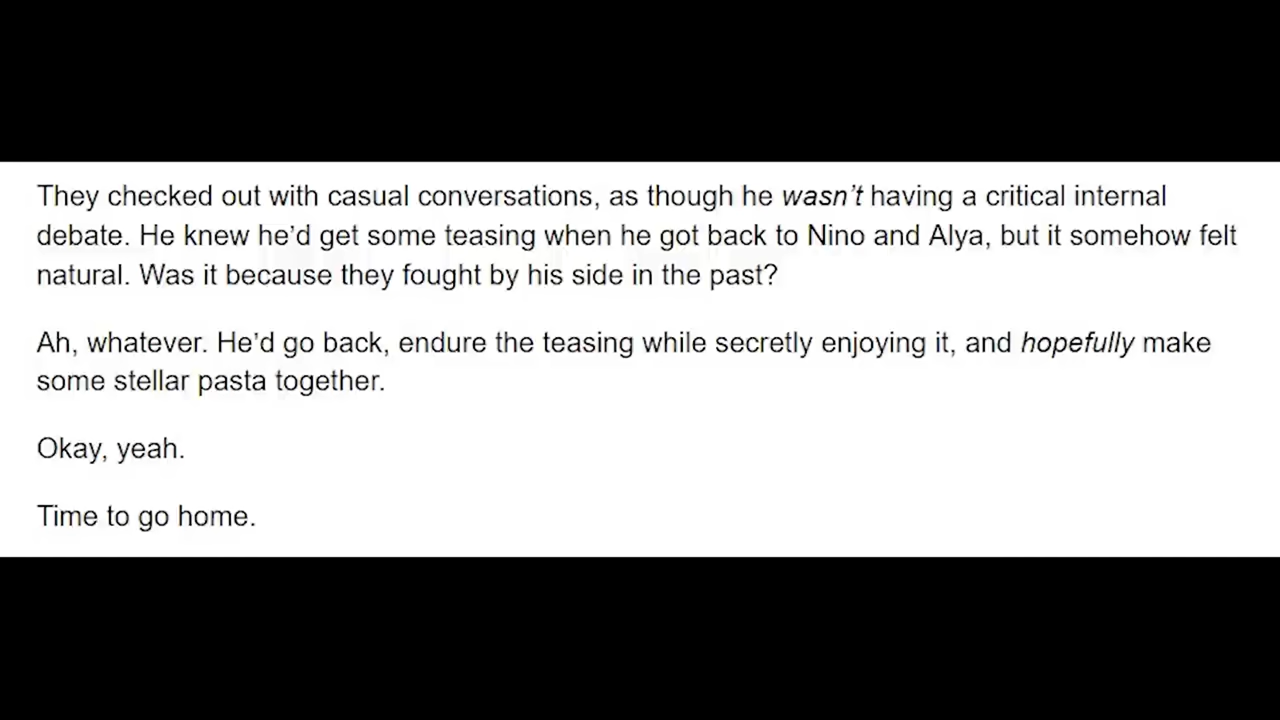 They checked out with casual conversations, as though he wasn’t having a critical internal
debate. He knew he’d get some teasing when he got back to Nino and Alya, but it somehow felt
natural. Was it because they fought by his side in the past?
Ah, whatever. He’d go back, endure the teasing while secretly enjoying it, and hopefully make
some stellar pasta together.
Okay, yeah.
Time to go home.